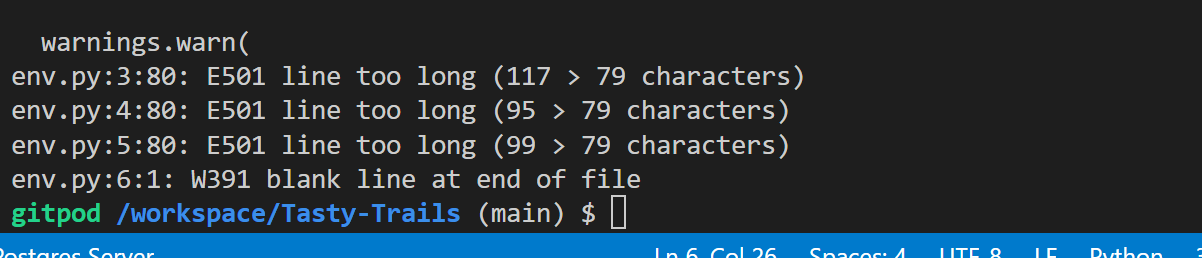 warnings.warn(
env.py:3:80: E501 line too long (117 > 79 characters)
env.py:4:80: E501 line too long (95 > 79 characters)
env.py:5:80: E501 line too long (99 > 79 characters)
env.py:6:1: W391 blank line at end of file
gitpod /workspace/Tasty-Trails (main) $
Postgres Server Ln 6, Col 26 Spaces: 4 UTF-8 LF Python